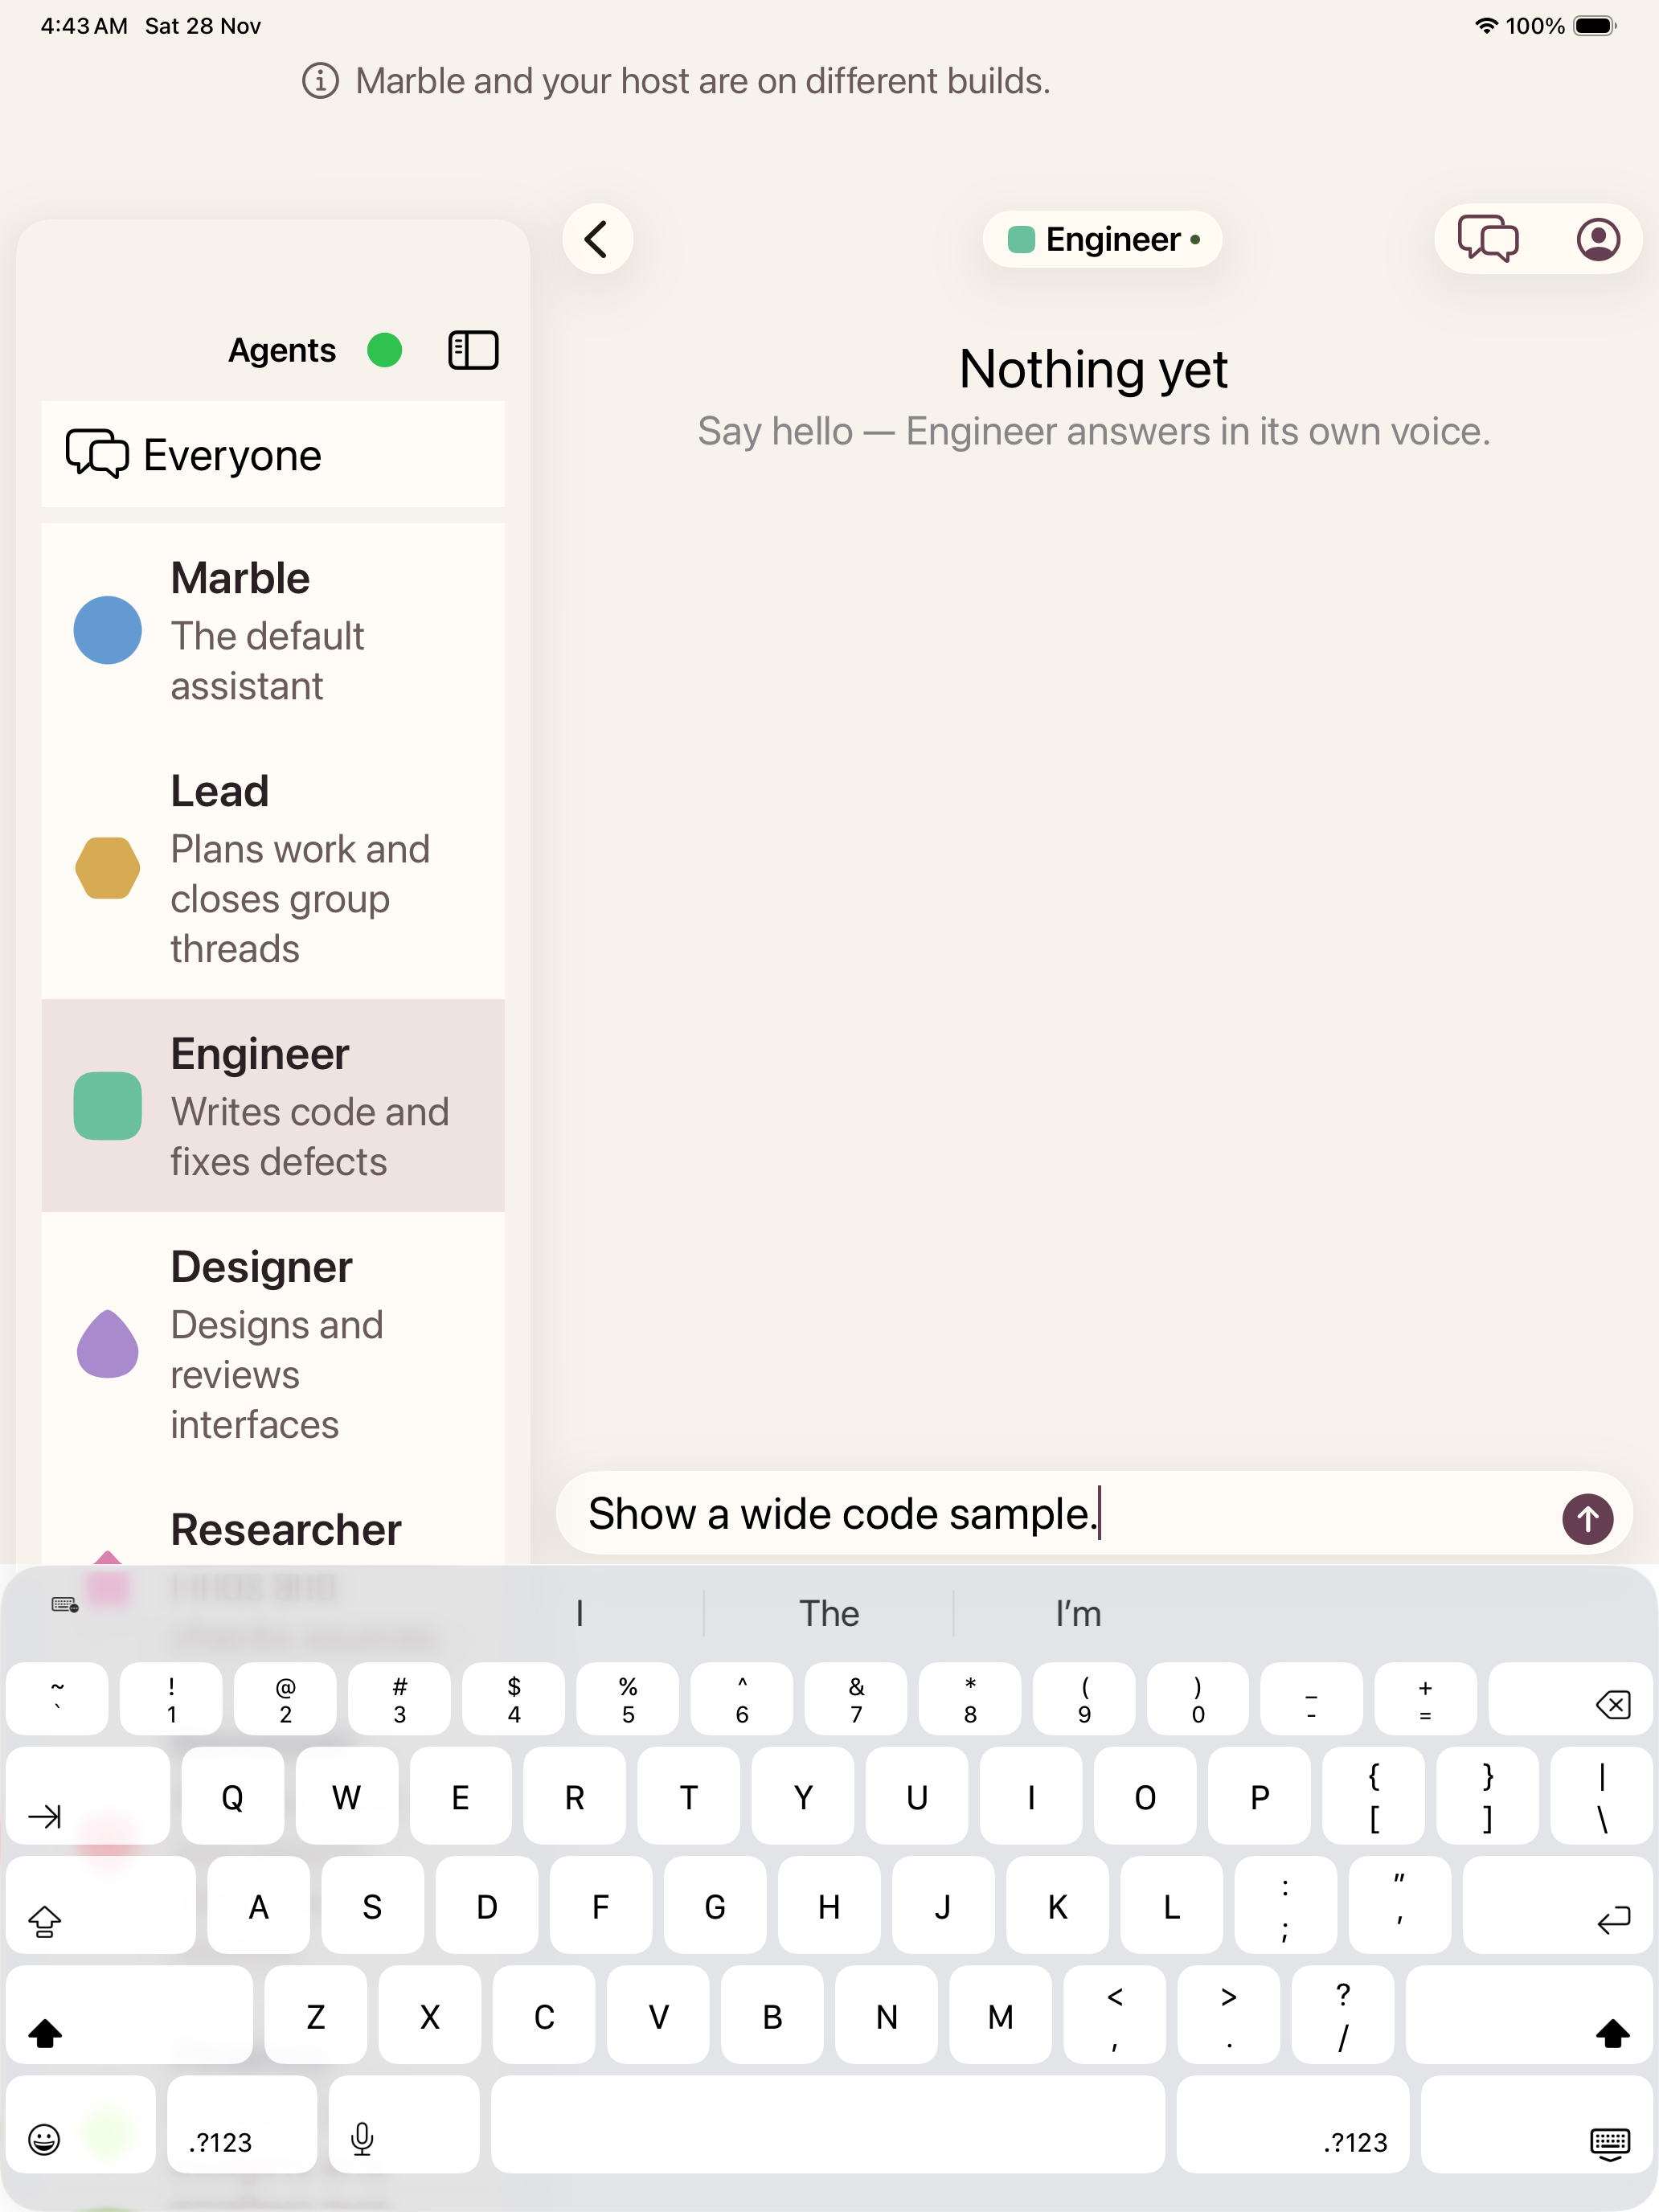 4:43 AM Sat 28 Nov
100%
Marble and your host are on different builds.
Engineer
Agents
Nothing yet
Say hello — Engineer answers in its own voice.
Everyone
Marble
The default
assistant
Lead
Plans work and
closes group
threads
Engineer
Writes code and
fixes defects
Designer
Designs and
reviews
interfaces
Researcher
Show a wide code sample.
I The I’m
~ ! @ # $ % ^ & * ( ) _ +
` 1 2 3 4 5 6 7 8 9 0 - =
Q W E R T Y U I O P { } |
[ ] \
A S D F G H J K L : "
; '
Z X C V B N M < > ?
, . /
.?123 .?123